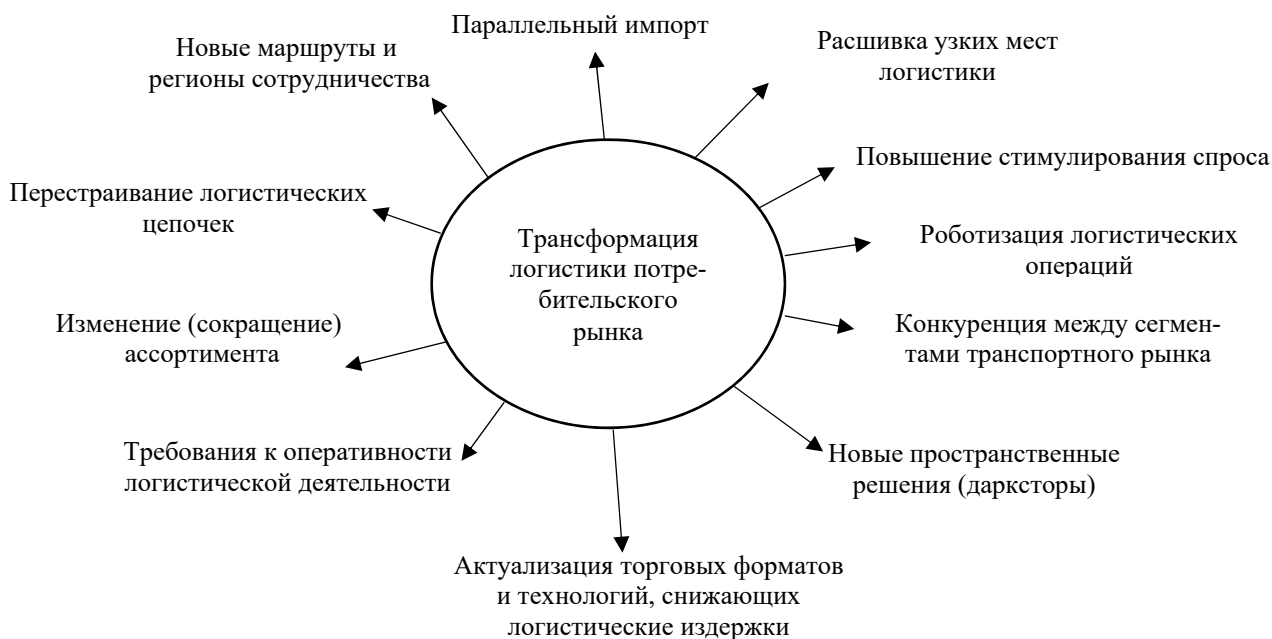 Параллельный импорт
Новые маршруты и
регионы сотрудничества
Расшивка узких мест
логистики
Повышение стимулирования спроса
Перестраивание логистических
цепочек
Роботизация логистических
операций
Трансформация
логистики потре-
бительского
рынка
Изменение (сокращение)
ассортимента
Конкуренция между сегмен-
тами транспортного рынка
Требования к оперативности
логистической деятельности
Новые пространственные
решения (дарксторы)
Актуализация торговых форматов
и технологий, снижающих
логистические издержки